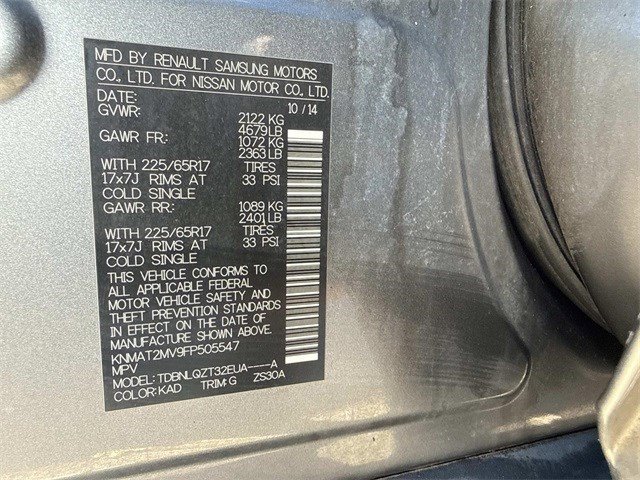 MFD BY RENAULT SAMSUNG MOTORS
CO., LTD. FOR NISSAN MOTOR CO., LTD.
DATE: 10 / 14
GVWR: 2122 KG
4679 LB
GAWR FR: 1072 KG
2363 LB
WITH 225/65R17 TIRES
17x7J RIMS AT 33 PSI
COLD SINGLE
GAWR RR: 1089 KG
2401 LB
WITH 225/65R17 TIRES
17x7J RIMS AT 33 PSI
COLD SINGLE
THIS VEHICLE CONFORMS TO
ALL APPLICABLE FEDERAL
MOTOR VEHICLE SAFETY AND
THEFT PREVENTION STANDARDS
IN EFFECT ON THE DATE OF
MANUFACTURE SHOWN ABOVE.
KNMAT2MV9FP505547
MPV
MODEL: TDBNLQZT32EUA-----A
COLOR: KAD TRIM: G ZS30A